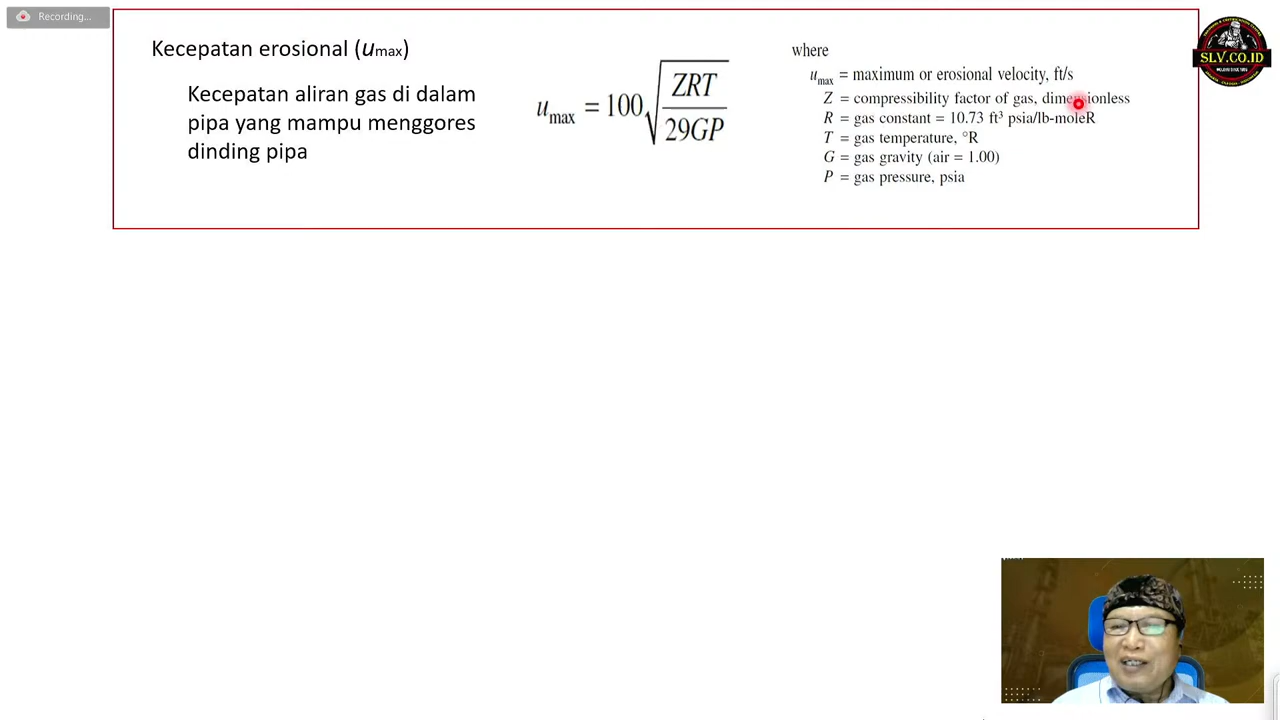 Recording...
Kecepatan erosional (umax)
Kecepatan aliran gas di dalam
pipa yang mampu menggores
dinding pipa
umax = 100√(ZRT/29GP)
where
umax = maximum or erosional velocity, ft/s
Z = compressibility factor of gas, dimensionless
R = gas constant = 10.73 ft³ psia/lb-moleR
T = gas temperature, °R
G = gas gravity (air = 1.00)
P = gas pressure, psia
SLV.CO.ID